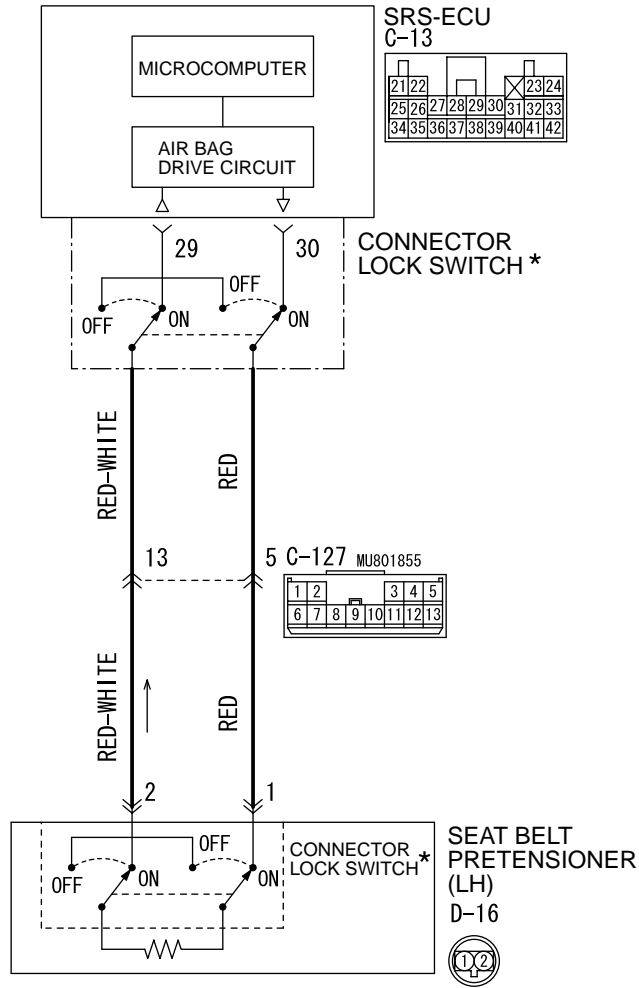 SRS-ECU
C-13
MICROCOMPUTER
21 22 23 24
25 26 27 28 29 30 31 32 33
34 35 36 37 38 39 40 41 42
AIR BAG
DRIVE CIRCUIT
29 30
CONNECTOR
LOCK SWITCH *
OFF
OFF ON ON
RED-WHITE RED
13 5 C-127 MU801855
1 2 3 4 5
6 7 8 9 10 11 12 13
RED-WHITE RED
2 1
OFF
OFF ON ON
CONNECTOR
LOCK SWITCH *
SEAT BELT
PRETENSIONER
(LH)
D-16
1 2